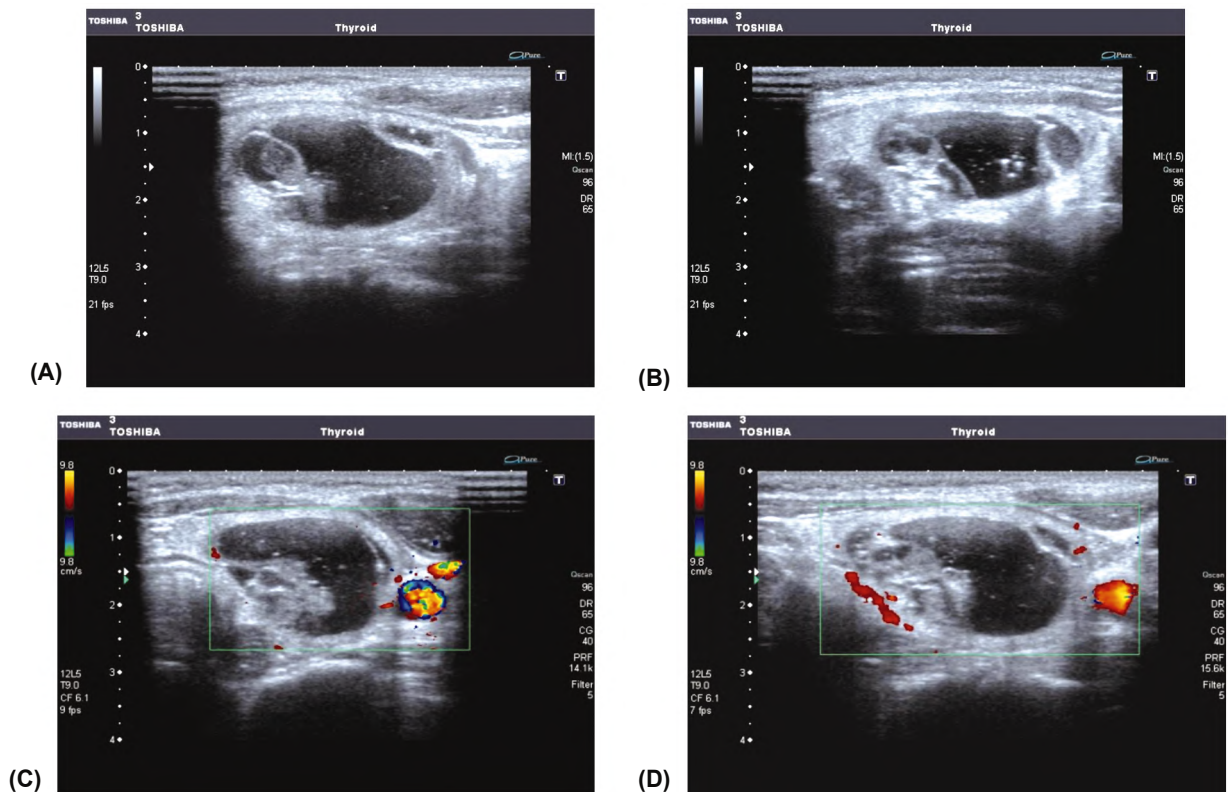 TOSHIBA 3
TOSHIBA Thyroid
aPure
T
0
1
2
3
4
MI:(1.5)
Qscan
96
DR
65
12L5
T9.0
21 fps
(A)
TOSHIBA 3
TOSHIBA Thyroid
aPure
T
0
1
2
3
4
MI:(1.5)
Qscan
96
DR
65
12L5
T9.0
21 fps
(B)
TOSHIBA 3
TOSHIBA Thyroid
aPure
T
9.8
9.8
cm/s
0
1
2
3
4
Qscan
96
DR
65
CG
40
PRF
14.1k
Filter
5
12L5
T9.0
CF 6.1
9 fps
(C)
TOSHIBA 3
TOSHIBA Thyroid
aPure
T
9.8
9.8
cm/s
0
1
2
3
4
Qscan
96
DR
65
CG
40
PRF
15.6k
Filter
5
12L5
T9.0
CF 6.1
7 fps
(D)